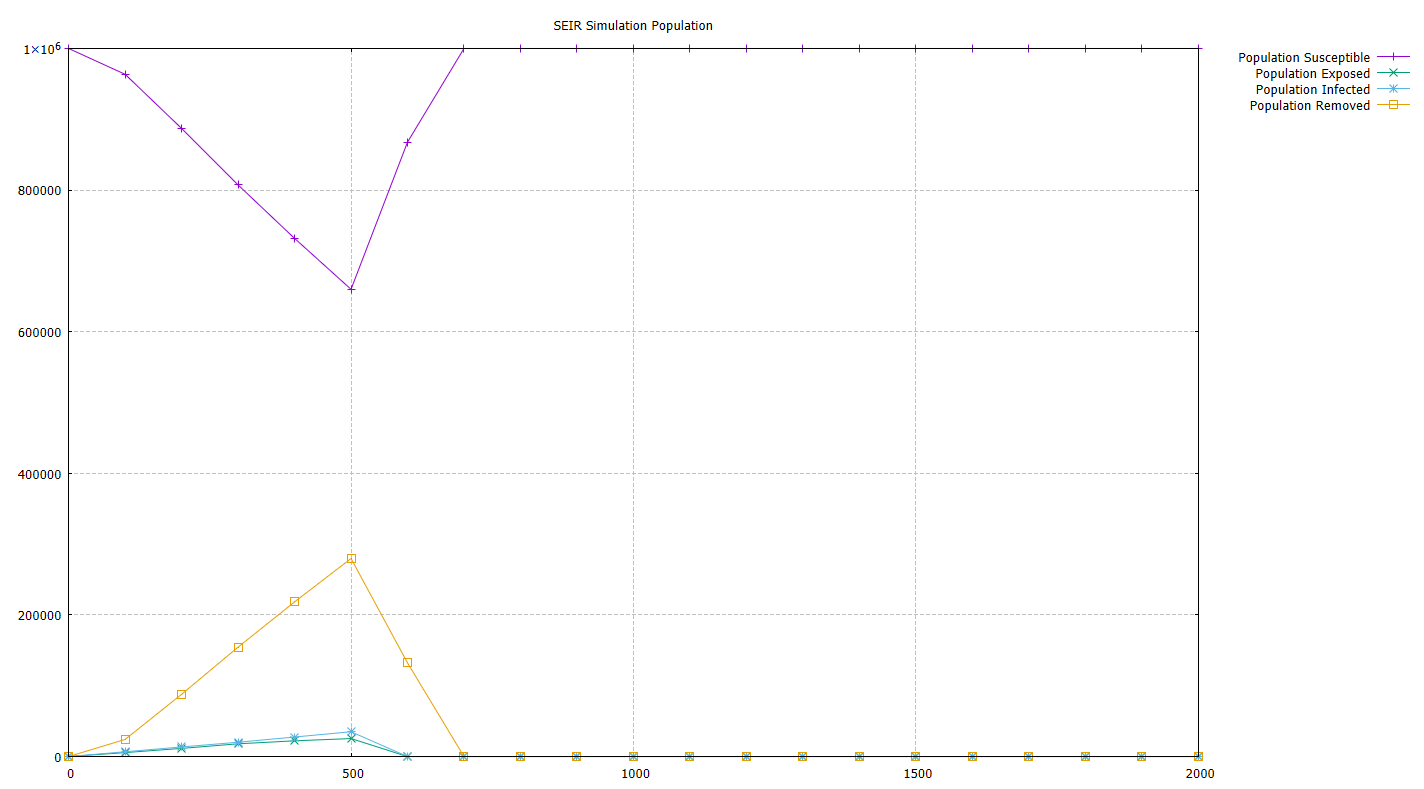 SEIR Simulation Population
1×10⁶
800000
600000
400000
200000
0
0 500 1000 1500 2000
Population Susceptible
Population Exposed
Population Infected
Population Removed